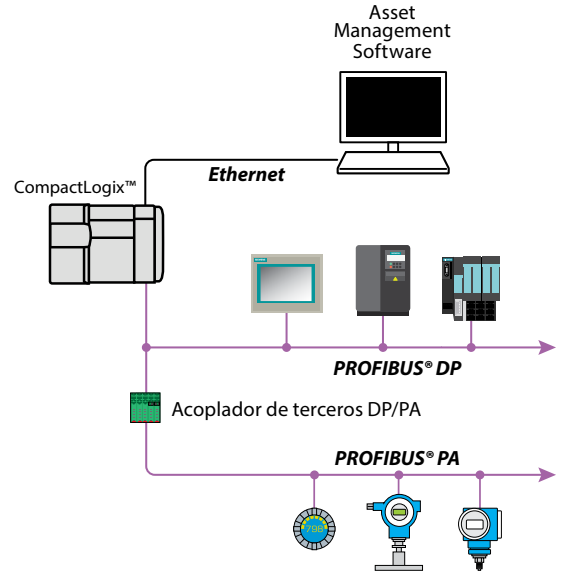 Asset
Management
Software
Ethernet
CompactLogix™
PROFIBUS® DP
Acoplador de terceros DP/PA
PROFIBUS® PA